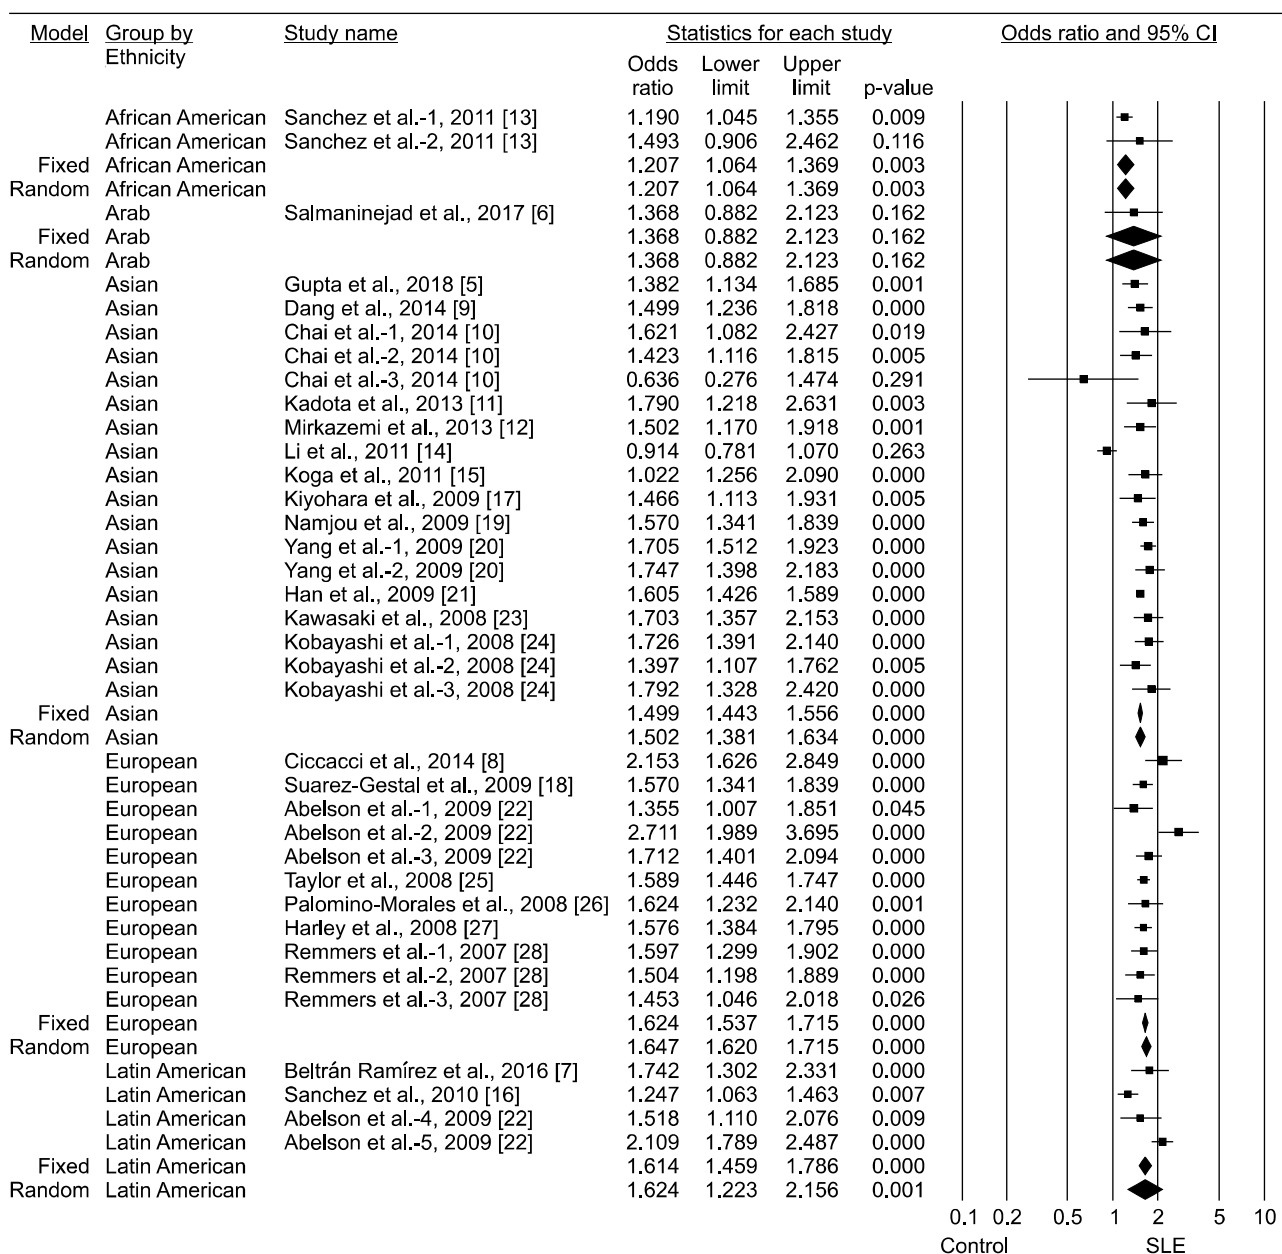 Model Group by Ethnicity Study name Statistics for each study Odds ratio and 95% CI
Odds ratio Lower limit Upper limit p-value
African American Sanchez et al.-1, 2011 [13] 1.190 1.045 1.355 0.009
African American Sanchez et al.-2, 2011 [13] 1.493 0.906 2.462 0.116
Fixed African American 1.207 1.064 1.369 0.003
Random African American 1.207 1.064 1.369 0.003
Arab Salmaninejad et al., 2017 [6] 1.368 0.882 2.123 0.162
Fixed Arab 1.368 0.882 2.123 0.162
Random Arab 1.368 0.882 2.123 0.162
Asian Gupta et al., 2018 [5] 1.382 1.134 1.685 0.001
Asian Dang et al., 2014 [9] 1.499 1.236 1.818 0.000
Asian Chai et al.-1, 2014 [10] 1.621 1.082 2.427 0.019
Asian Chai et al.-2, 2014 [10] 1.423 1.116 1.815 0.005
Asian Chai et al.-3, 2014 [10] 0.636 0.276 1.474 0.291
Asian Kadota et al., 2013 [11] 1.790 1.218 2.631 0.003
Asian Mirkazemi et al., 2013 [12] 1.502 1.170 1.918 0.001
Asian Li et al., 2011 [14] 0.914 0.781 1.070 0.263
Asian Koga et al., 2011 [15] 1.022 1.256 2.090 0.000
Asian Kiyohara et al., 2009 [17] 1.466 1.113 1.931 0.005
Asian Namjou et al., 2009 [19] 1.570 1.341 1.839 0.000
Asian Yang et al.-1, 2009 [20] 1.705 1.512 1.923 0.000
Asian Yang et al.-2, 2009 [20] 1.747 1.398 2.183 0.000
Asian Han et al., 2009 [21] 1.605 1.426 1.589 0.000
Asian Kawasaki et al., 2008 [23] 1.703 1.357 2.153 0.000
Asian Kobayashi et al.-1, 2008 [24] 1.726 1.391 2.140 0.000
Asian Kobayashi et al.-2, 2008 [24] 1.397 1.107 1.762 0.005
Asian Kobayashi et al.-3, 2008 [24] 1.792 1.328 2.420 0.000
Fixed Asian 1.499 1.443 1.556 0.000
Random Asian 1.502 1.381 1.634 0.000
European Ciccacci et al., 2014 [8] 2.153 1.626 2.849 0.000
European Suarez-Gestal et al., 2009 [18] 1.570 1.341 1.839 0.000
European Abelson et al.-1, 2009 [22] 1.355 1.007 1.851 0.045
European Abelson et al.-2, 2009 [22] 2.711 1.989 3.695 0.000
European Abelson et al.-3, 2009 [22] 1.712 1.401 2.094 0.000
European Taylor et al., 2008 [25] 1.589 1.446 1.747 0.000
European Palomino-Morales et al., 2008 [26] 1.624 1.232 2.140 0.001
European Harley et al., 2008 [27] 1.576 1.384 1.795 0.000
European Remmers et al.-1, 2007 [28] 1.597 1.299 1.902 0.000
European Remmers et al.-2, 2007 [28] 1.504 1.198 1.889 0.000
European Remmers et al.-3, 2007 [28] 1.453 1.046 2.018 0.026
Fixed European 1.624 1.537 1.715 0.000
Random European 1.647 1.620 1.715 0.000
Latin American Beltrán Ramírez et al., 2016 [7] 1.742 1.302 2.331 0.000
Latin American Sanchez et al., 2010 [16] 1.247 1.063 1.463 0.007
Latin American Abelson et al.-4, 2009 [22] 1.518 1.110 2.076 0.009
Latin American Abelson et al.-5, 2009 [22] 2.109 1.789 2.487 0.000
Fixed Latin American 1.614 1.459 1.786 0.000
Random Latin American 1.624 1.223 2.156 0.001
0.1 0.2 0.5 1 2 5 10
Control SLE